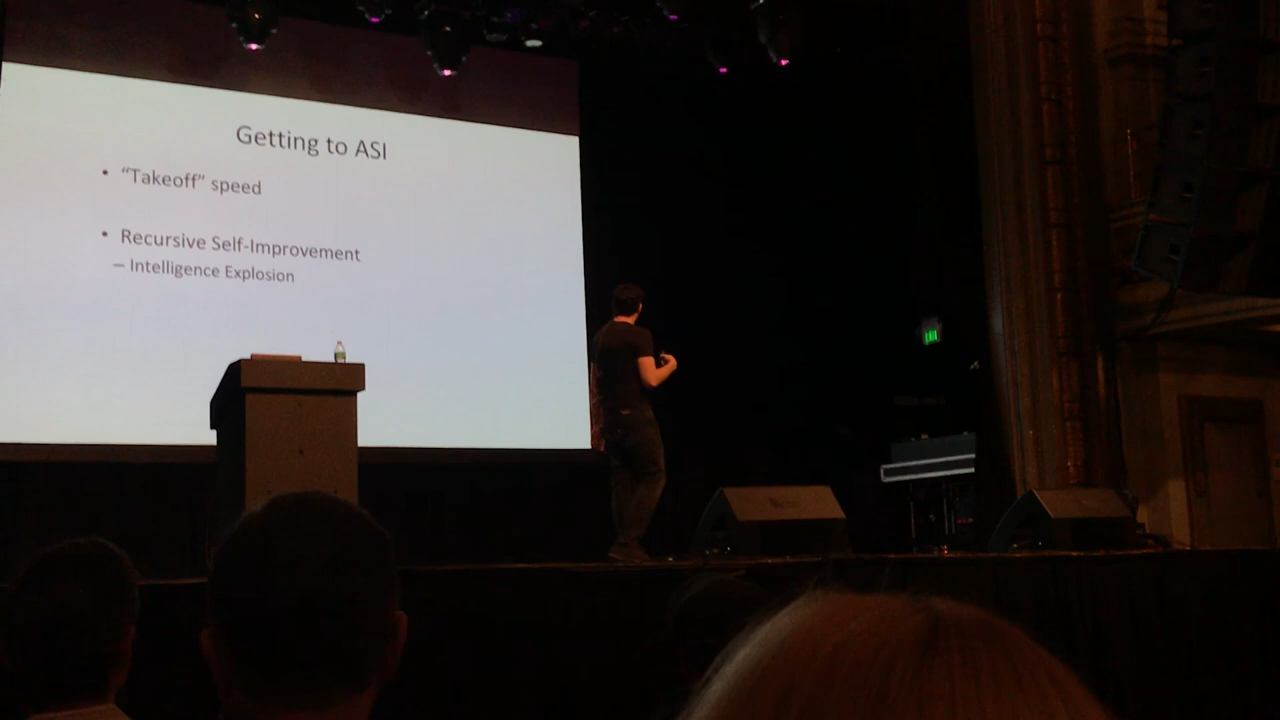 Getting to ASI
• “Takeoff” speed
• Recursive Self-Improvement
– Intelligence Explosion